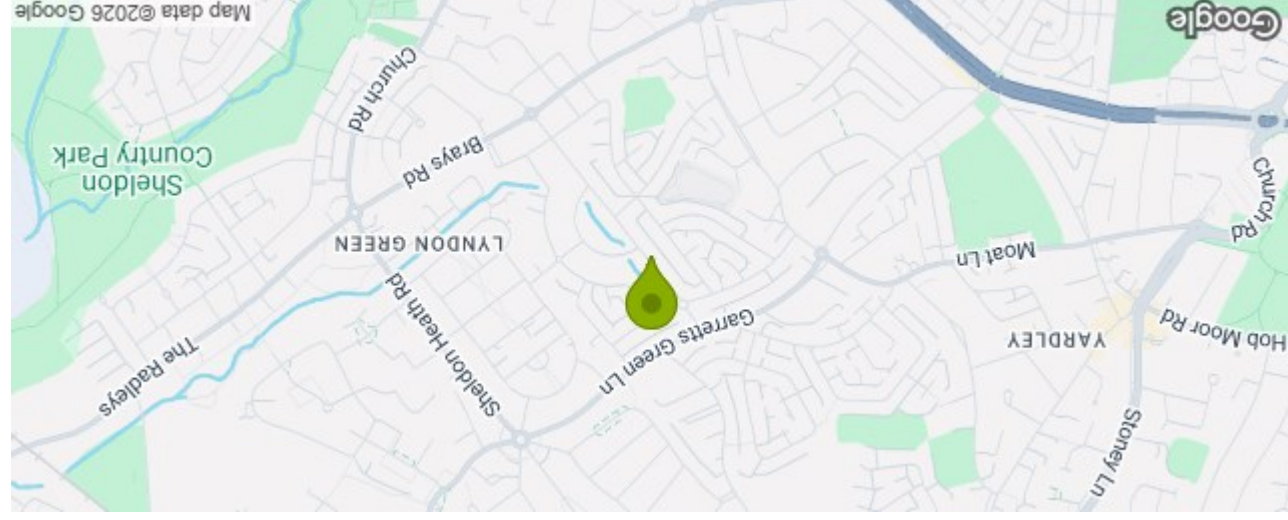 Stoney Ln
Hob Moor Rd
YARDLEY
Garretts Green Ln
Sheldon Heath Rd
The Radleys
Moat Ln
LYNDON GREEN
Church Rd
Brays Rd
Sheldon
Country Park
Church Rd
Google
Map data ©2026 Google